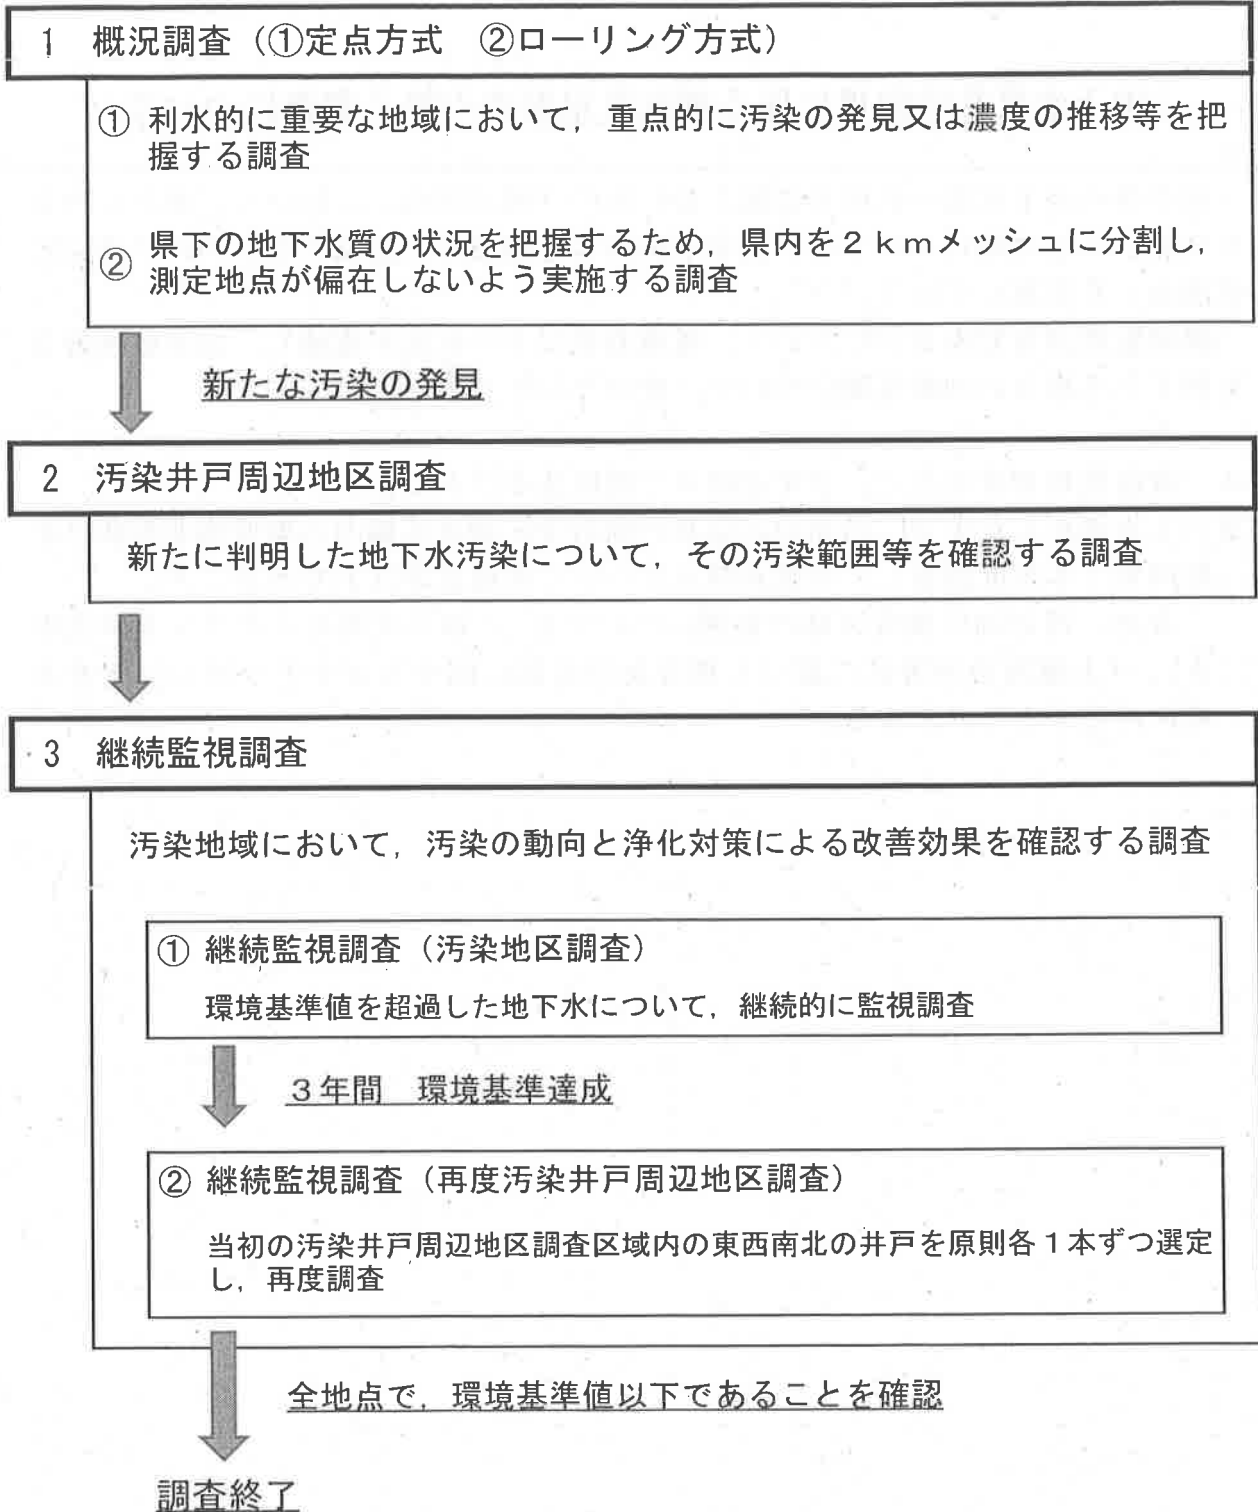 1　概況調査（①定点方式　②ローリング方式）
① 利水的に重要な地域において，重点的に汚染の発見又は濃度の推移等を把
握する調査
② 県下の地下水質の状況を把握するため，県内を２ｋｍメッシュに分割し，
測定地点が偏在しないよう実施する調査
新たな汚染の発見
2　汚染井戸周辺地区調査
新たに判明した地下水汚染について，その汚染範囲等を確認する調査
3　継続監視調査
汚染地域において，汚染の動向と浄化対策による改善効果を確認する調査
① 継続監視調査（汚染地区調査）
環境基準値を超過した地下水について，継続的に監視調査
３年間　環境基準達成
② 継続監視調査（再度汚染井戸周辺地区調査）
当初の汚染井戸周辺地区調査区域内の東西南北の井戸を原則各１本ずつ選定
し，再度調査
全地点で，環境基準値以下であることを確認
調査終了